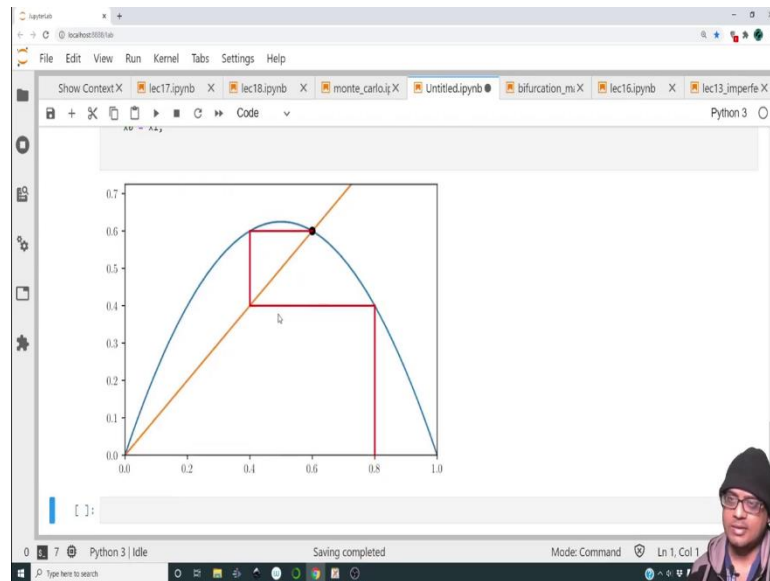 JupyterLab
localhost:8888/lab
File Edit View Run Kernel Tabs Settings Help
Show Context lec17.ipynb lec18.ipynb monte_carlo.ip Untitled.ipynb bifurcation_m lec16.ipynb lec13_imperfe
Code Python 3
0.7
0.6
0.5
0.4
0.3
0.2
0.1
0.0
0.0 0.2 0.4 0.6 0.8 1.0
[ ]:
0 7 Python 3 | Idle Saving completed Mode: Command Ln 1, Col 1
Type here to search